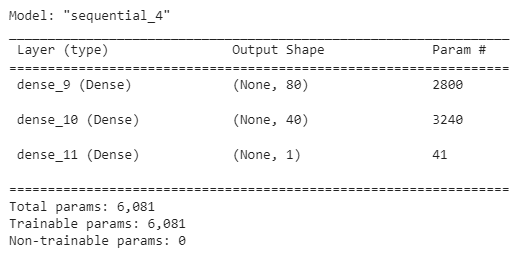 Model: "sequential_4"
Layer (type) Output Shape Param #
dense_9 (Dense) (None, 80) 2800
dense_10 (Dense) (None, 40) 3240
dense_11 (Dense) (None, 1) 41
Total params: 6,081
Trainable params: 6,081
Non-trainable params: 0